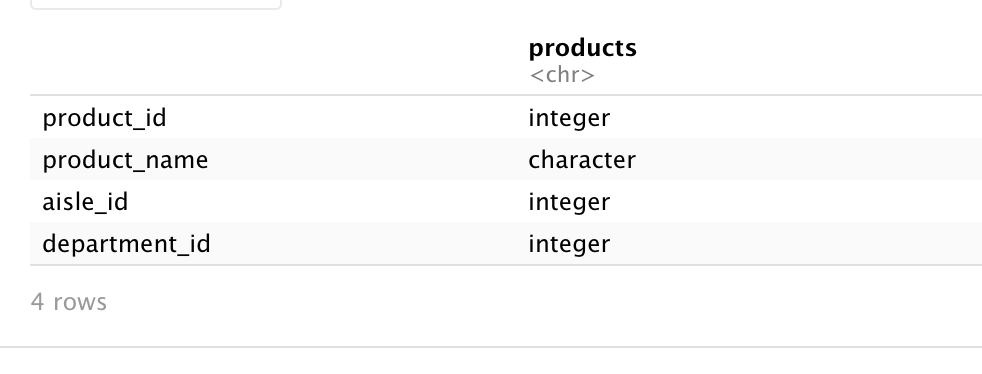 products
<chr>
product_id integer
product_name character
aisle_id integer
department_id integer
4 rows